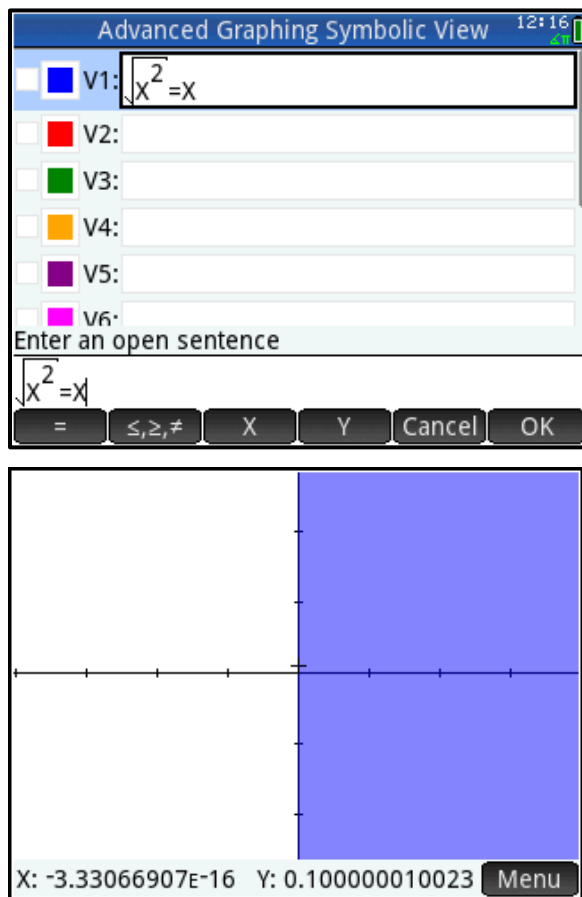 Advanced Graphing Symbolic View 12:16
∡π
V1: √X²=X
V2:
V3:
V4:
V5:
V6:
Enter an open sentence
√X²=X
= ≤,≥,≠ X Y Cancel OK
X: -3.33066907E-16 Y: 0.100000010023 Menu